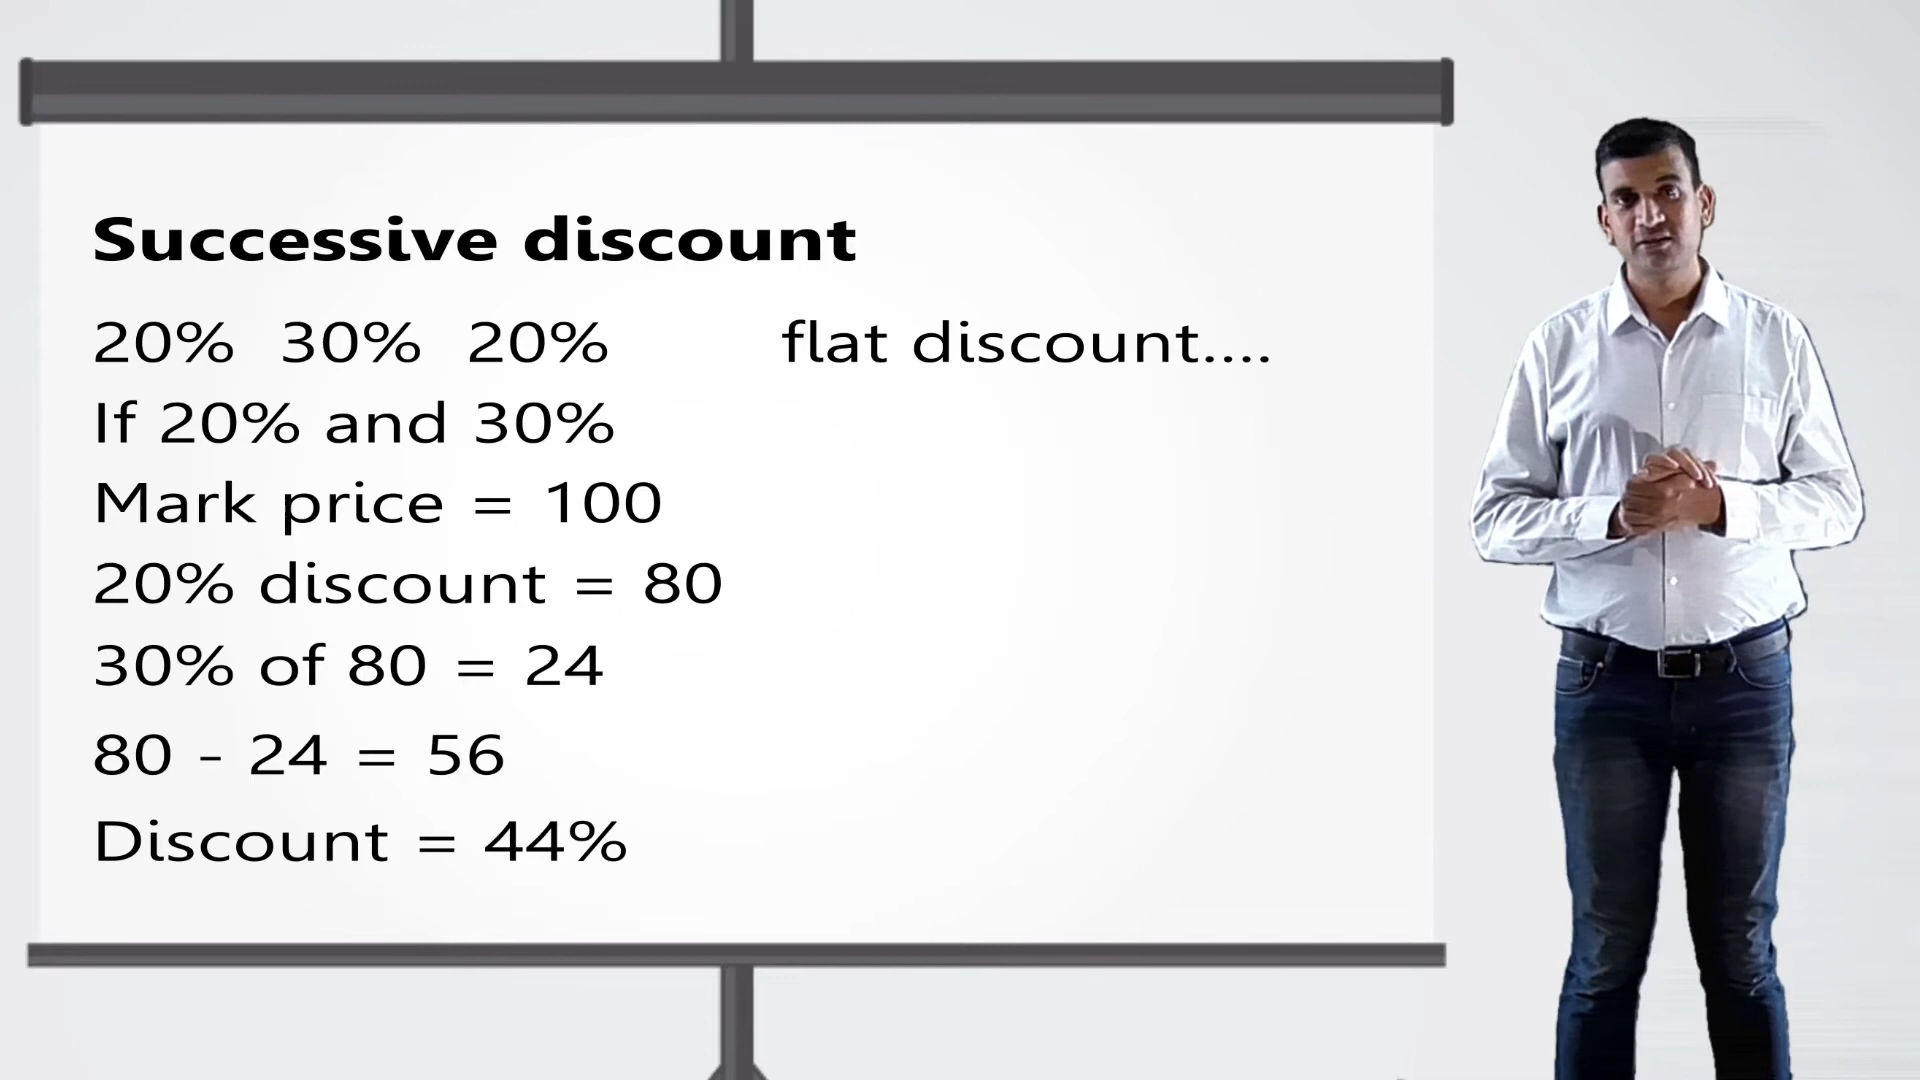 Successive discount
20% 30% 20% flat discount....
If 20% and 30%
Mark price = 100
20% discount = 80
30% of 80 = 24
80 - 24 = 56
Discount = 44%